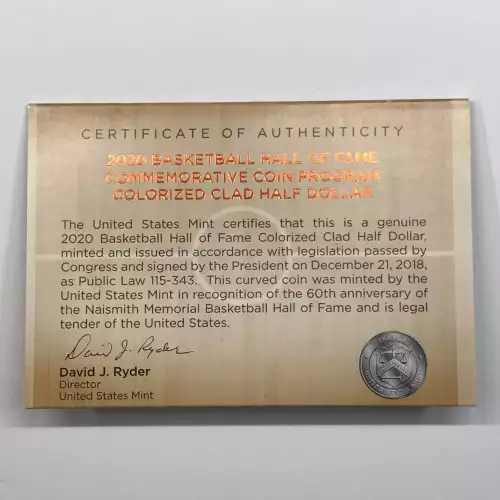 CERTIFICATE OF AUTHENTICITY
2020 BASKETBALL HALL OF FAME
COMMEMORATIVE COIN PROGRAM
COLORIZED CLAD HALF DOLLAR
The United States Mint certifies that this is a genuine
2020 Basketball Hall of Fame Colorized Clad Half Dollar,
minted and issued in accordance with legislation passed by
Congress and signed by the President on December 21, 2018,
as Public Law 115-343. This curved coin was minted by the
United States Mint in recognition of the 60th anniversary of
the Naismith Memorial Basketball Hall of Fame and is legal
tender of the United States.
David J. Ryder
David J. Ryder
Director
United States Mint